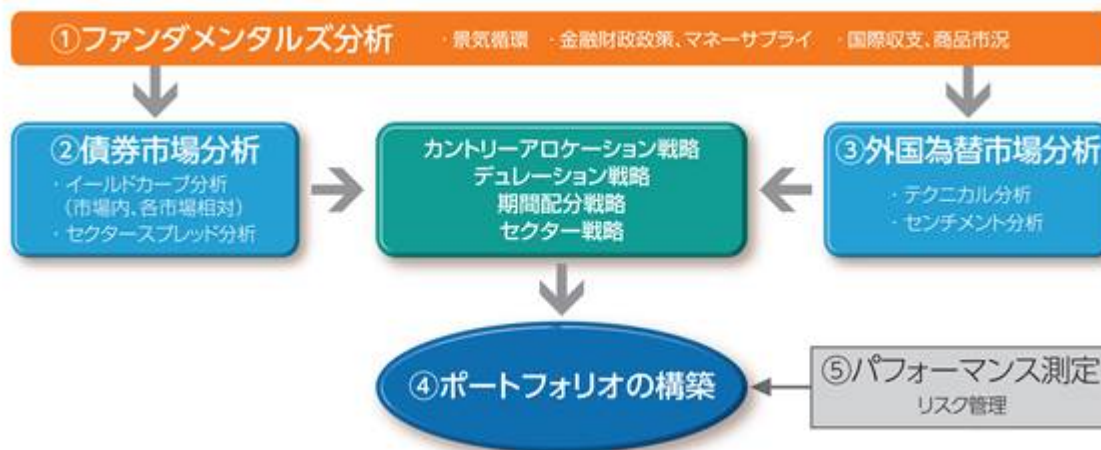 ①ファンダメンタルズ分析 ・景気循環 ・金融財政政策、マネーサプライ ・国際収支、商品市況
②債券市場分析
・イールドカーブ分析
(市場内、各市場相対)
・セクタースプレッド分析
カントリーアロケーション戦略
デュレーション戦略
期間配分戦略
セクター戦略
③外国為替市場分析
・テクニカル分析
・センチメント分析
④ポートフォリオの構築
⑤パフォーマンス測定
リスク管理